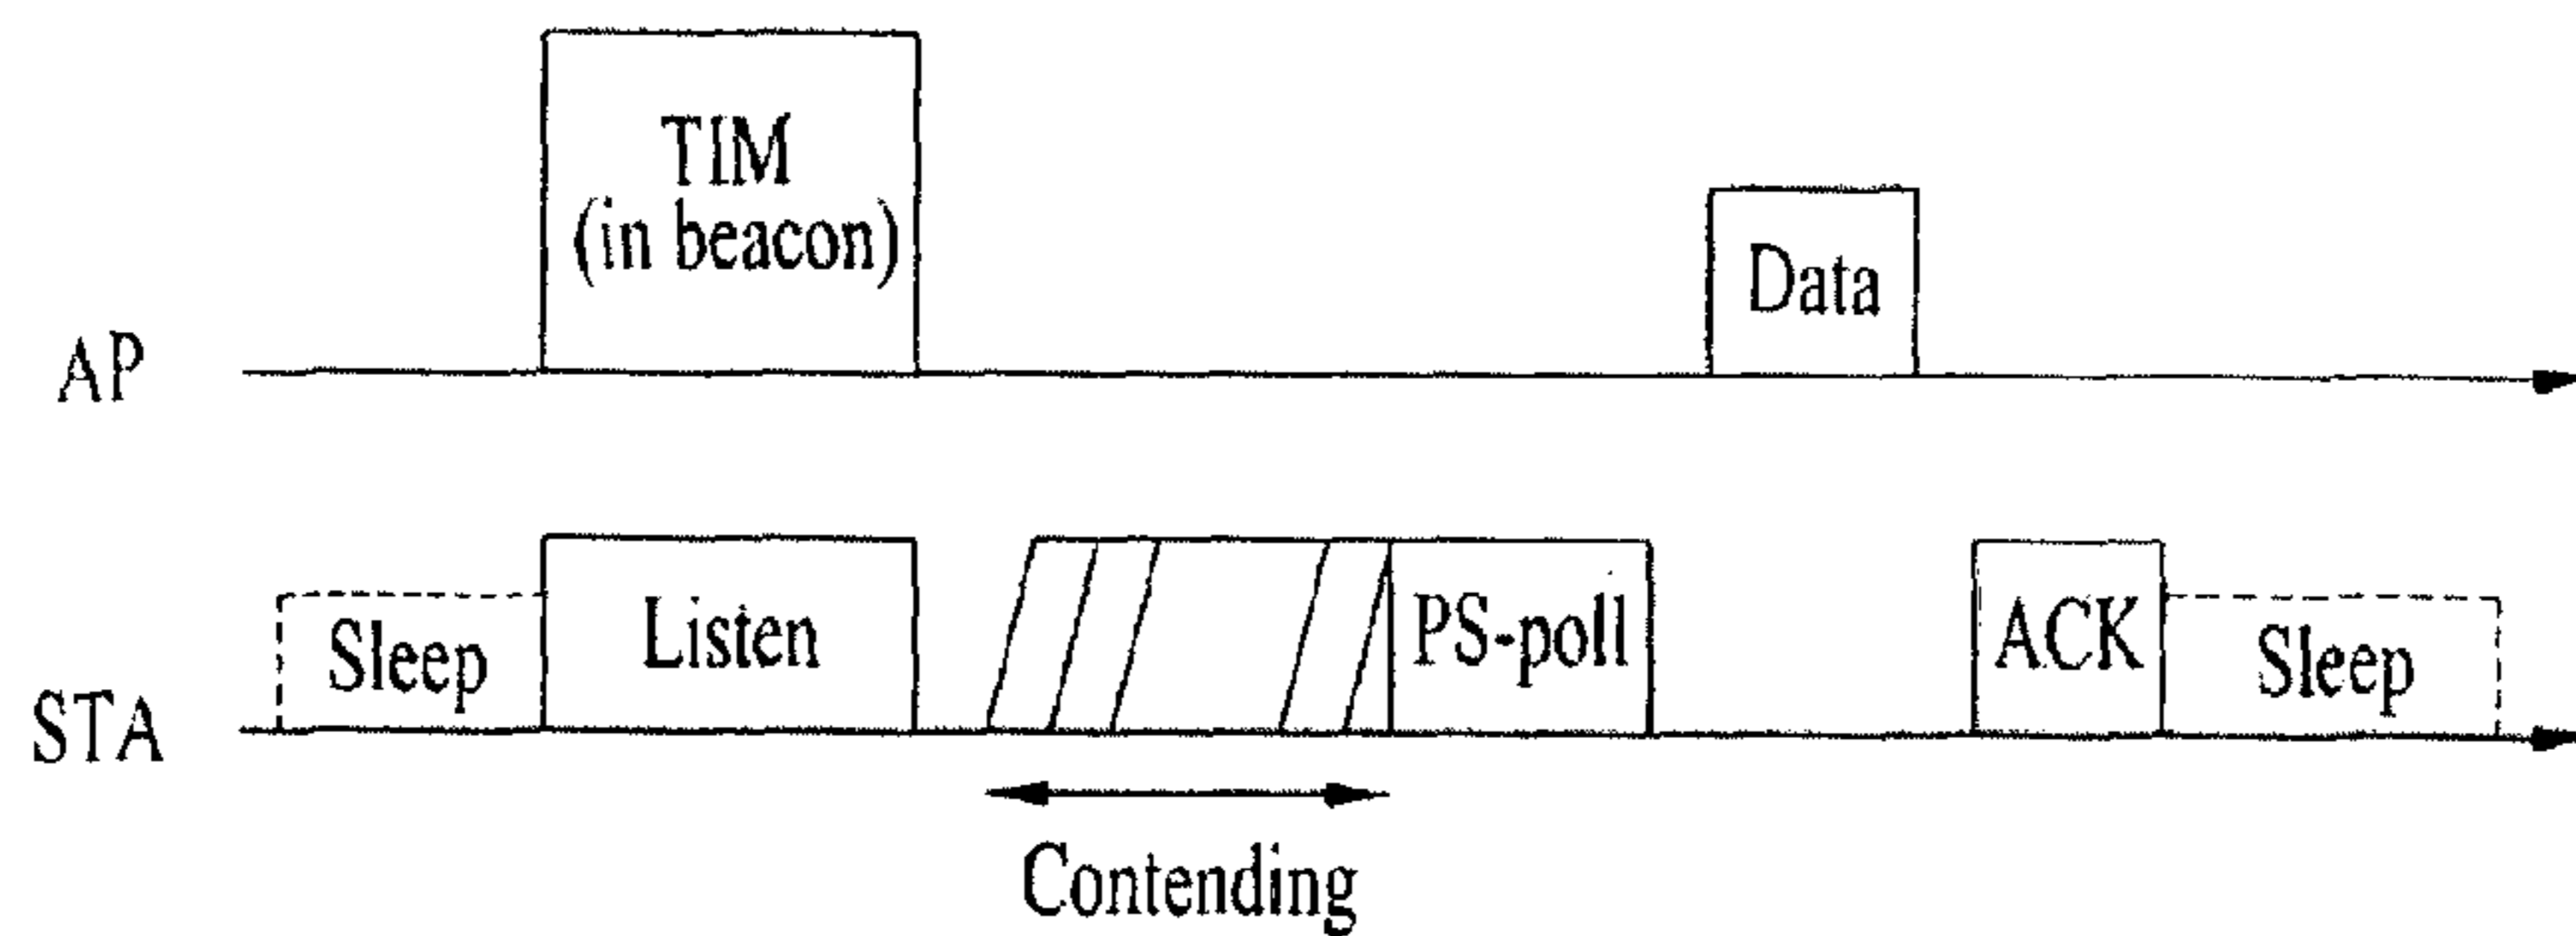 TIM
(in beacon)
Data
AP
Sleep
Listen
PS-poll
ACK
Sleep
STA
Contending